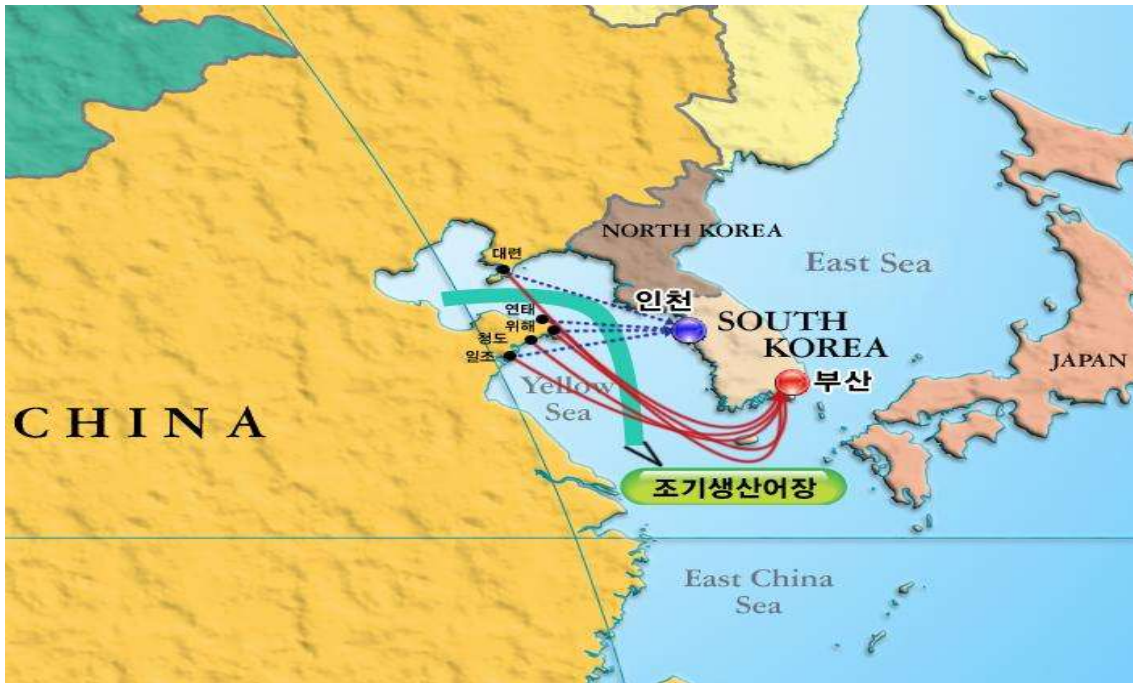 NORTH KOREA
대련
East Sea
인천
연태
위해
SOUTH
KOREA
청도
일조
JAPAN
부산
Yellow
Sea
CHINA
조기생산어장
East China
Sea